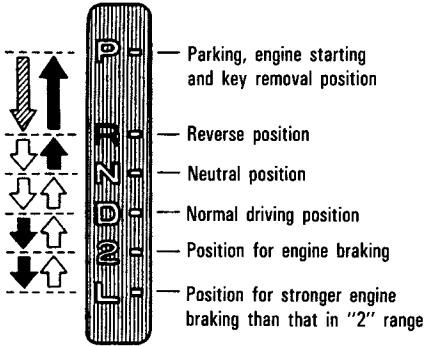 P Parking, engine starting
and key removal position
R Reverse position
N Neutral position
D Normal driving position
2 Position for engine braking
L Position for stronger engine
braking than that in "2" range